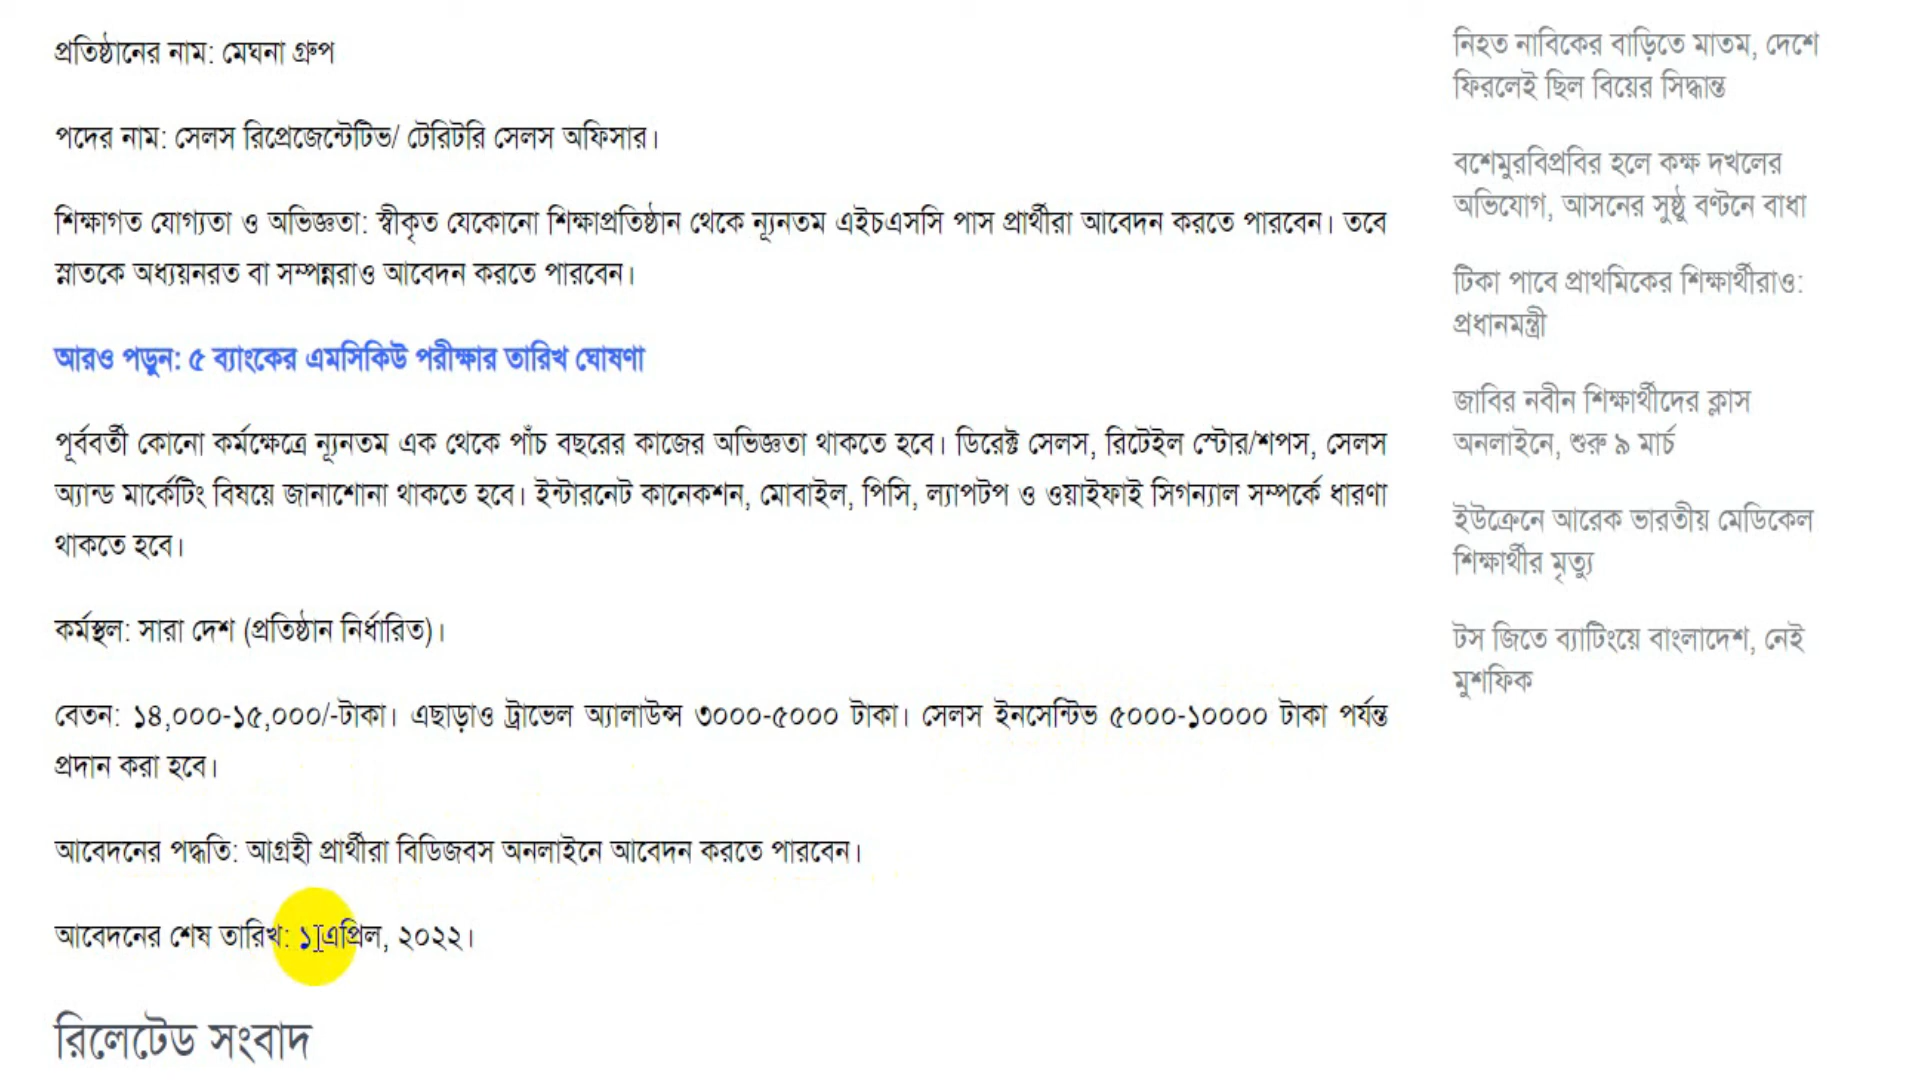 প্রতিষ্ঠানের নাম: মেঘনা গ্রুপ
পদের নাম: সেলস রিপ্রেজেন্টেটিভ/ টেরিটরি সেলস অফিসার।
শিক্ষাগত যোগ্যতা ও অভিজ্ঞতা: স্বীকৃত যেকোনো শিক্ষাপ্রতিষ্ঠান থেকে ন্যূনতম এইচএসসি পাস প্রার্থীরা আবেদন করতে পারবেন। তবে
স্নাতকে অধ্যয়নরত বা সম্পন্নরাও আবেদন করতে পারবেন।
আরও পড়ুন: ৫ ব্যাংকের এমসিকিউ পরীক্ষার তারিখ ঘোষণা
পূর্ববর্তী কোনো কর্মক্ষেত্রে ন্যূনতম এক থেকে পাঁচ বছরের কাজের অভিজ্ঞতা থাকতে হবে। ডিরেক্ট সেলস, রিটেইল স্টোর/শপস, সেলস
অ্যান্ড মার্কেটিং বিষয়ে জানাশোনা থাকতে হবে। ইন্টারনেট কানেকশন, মোবাইল, পিসি, ল্যাপটপ ও ওয়াইফাই সিগন্যাল সম্পর্কে ধারণা
থাকতে হবে।
কর্মস্থল: সারা দেশ (প্রতিষ্ঠান নির্ধারিত)।
বেতন: ১৪,০০০-১৫,০০০/-টাকা। এছাড়াও ট্রাভেল অ্যালাউন্স ৩০০০-৫০০০ টাকা। সেলস ইনসেন্টিভ ৫০০০-১০০০০ টাকা পর্যন্ত
প্রদান করা হবে।
আবেদনের পদ্ধতি: আগ্রহী প্রার্থীরা বিডিজবস অনলাইনে আবেদন করতে পারবেন।
আবেদনের শেষ তারিখ: ১ এপ্রিল, ২০২২।
রিলেটেড সংবাদ
নিহত নাবিকের বাড়িতে মাতম, দেশে
ফিরলেই ছিল বিয়ের সিদ্ধান্ত
বশেমুরবিপ্রবির হলে কক্ষ দখলের
অভিযোগ, আসনের সুষ্ঠু বণ্টনে বাধা
টিকা পাবে প্রাথমিকের শিক্ষার্থীরাও:
প্রধানমন্ত্রী
জাবির নবীন শিক্ষার্থীদের ক্লাস
অনলাইনে, শুরু ৯ মার্চ
ইউক্রেনে আরেক ভারতীয় মেডিকেল
শিক্ষার্থীর মৃত্যু
টস জিতে ব্যাটিংয়ে বাংলাদেশ, নেই
মুশফিক